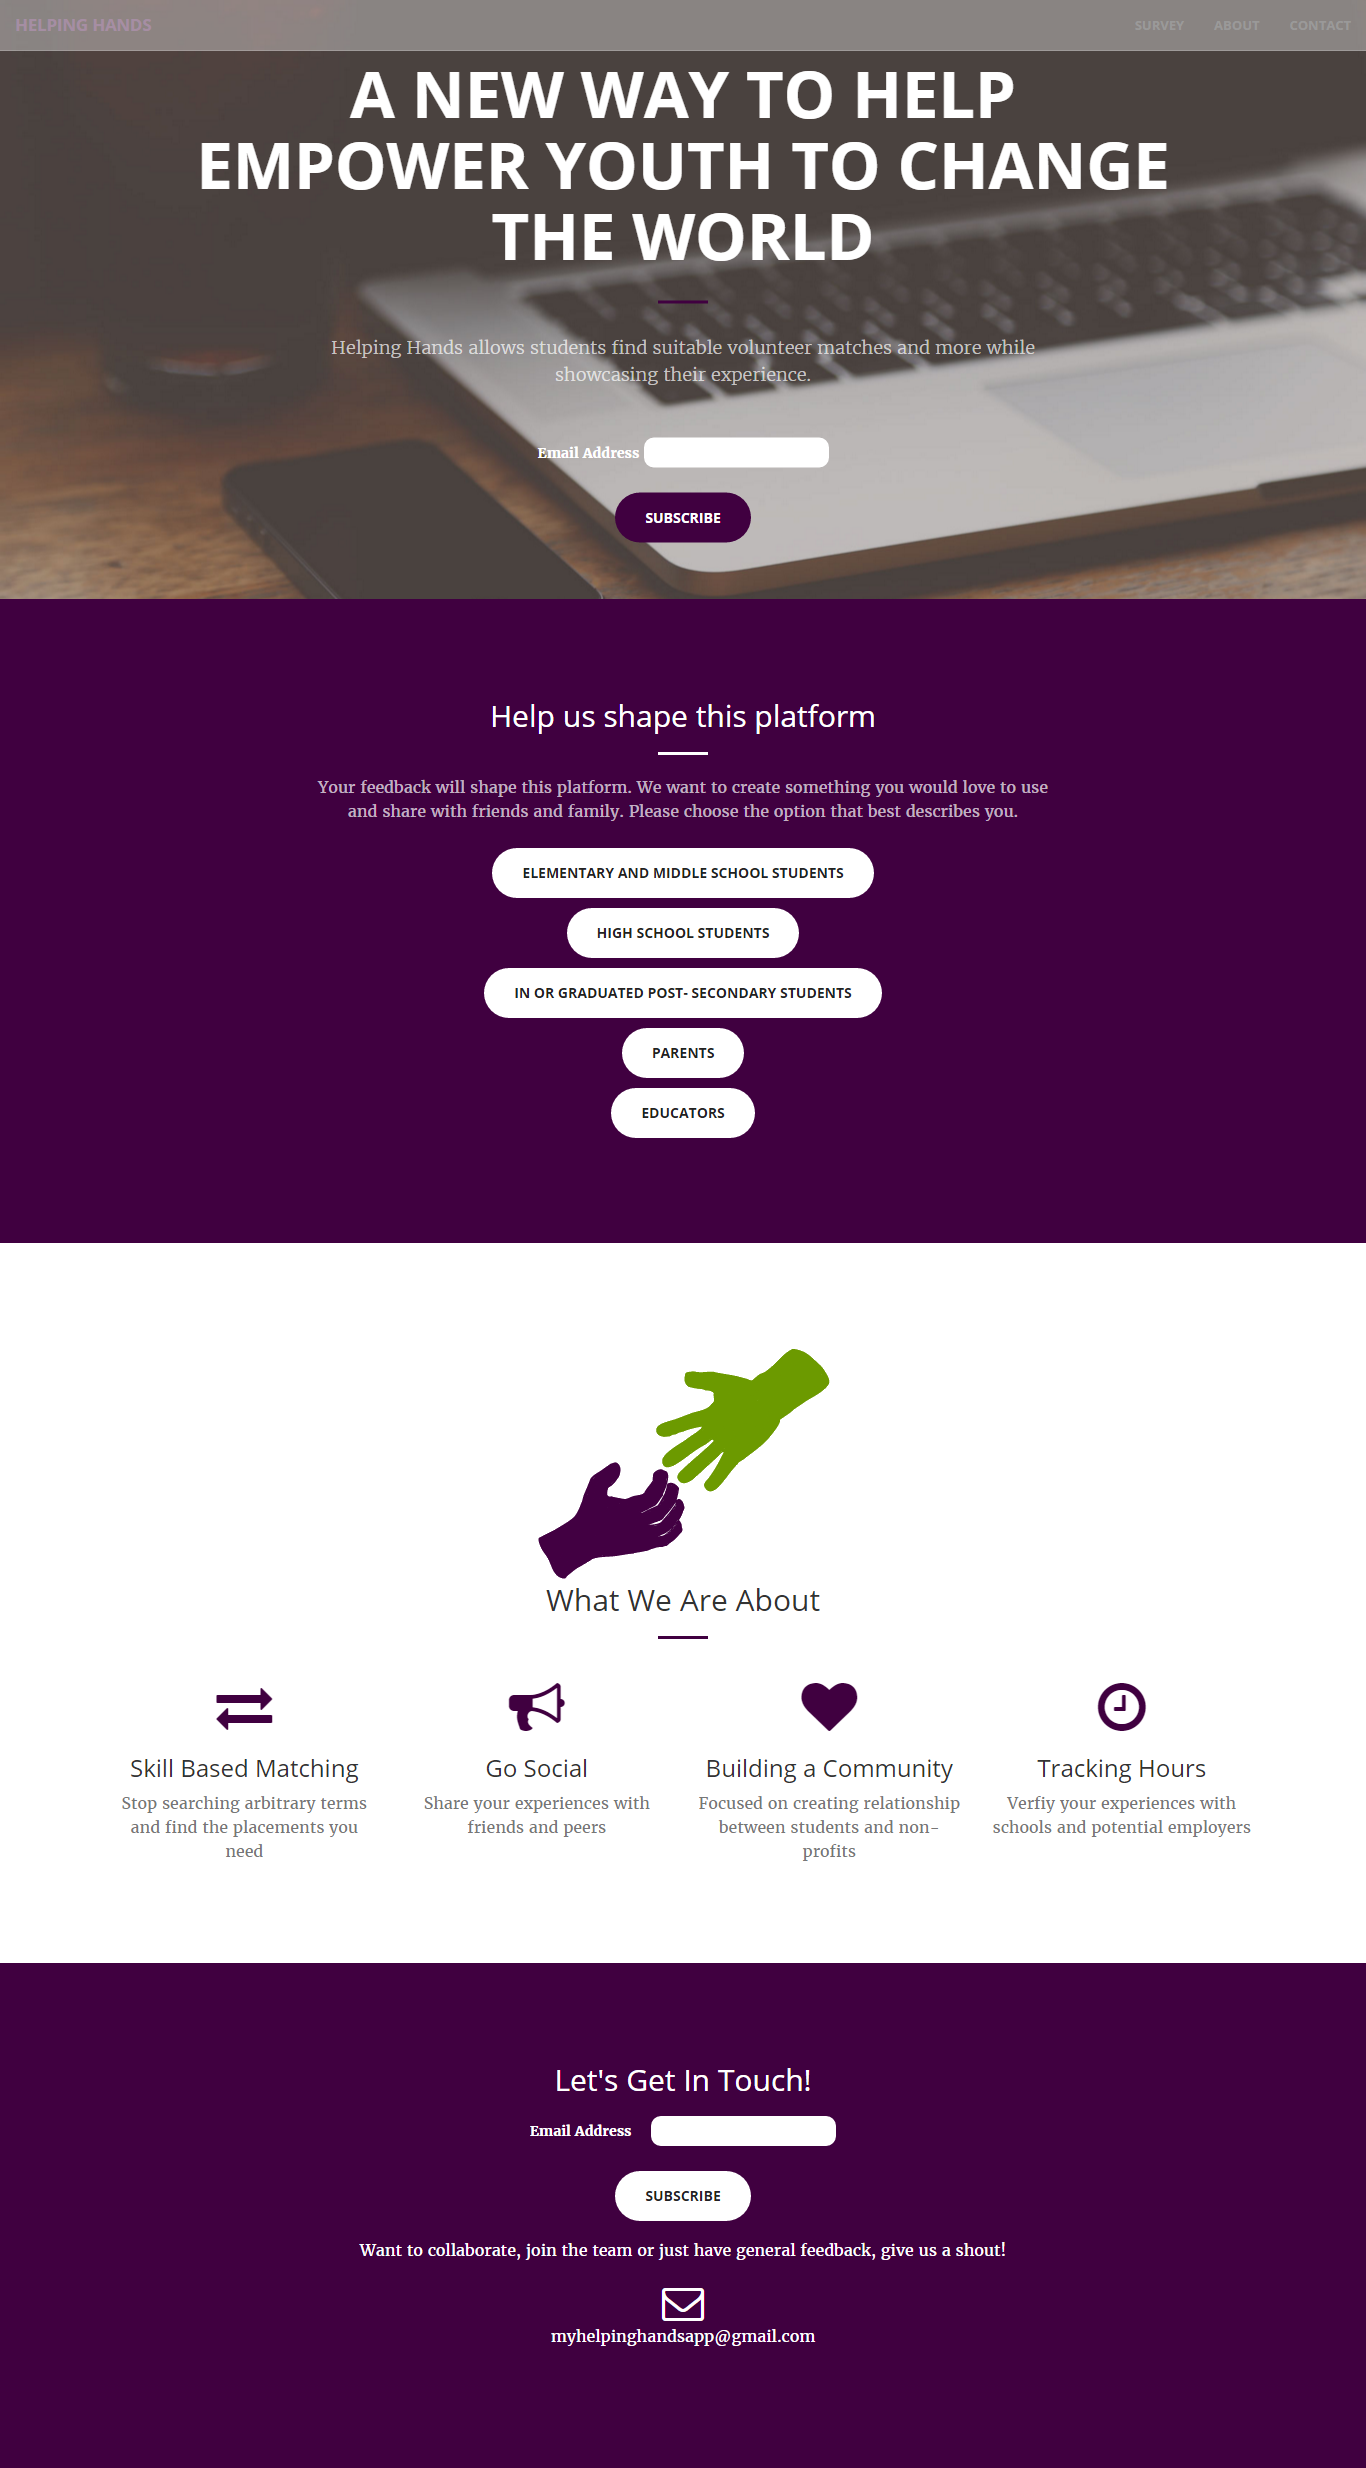 HELPING HANDS
SURVEY ABOUT CONTACT
A NEW WAY TO HELP
EMPOWER YOUTH TO CHANGE
THE WORLD
Helping Hands allows students find suitable volunteer matches and more while
showcasing their experience.
Email Address
SUBSCRIBE
Help us shape this platform
Your feedback will shape this platform. We want to create something you would love to use
and share with friends and family. Please choose the option that best describes you.
ELEMENTARY AND MIDDLE SCHOOL STUDENTS
HIGH SCHOOL STUDENTS
IN OR GRADUATED POST- SECONDARY STUDENTS
PARENTS
EDUCATORS
What We Are About
Skill Based Matching
Stop searching arbitrary terms
and find the placements you
need
Go Social
Share your experiences with
friends and peers
Building a Community
Focused on creating relationship
between students and non-
profits
Tracking Hours
Verfiy your experiences with
schools and potential employers
Let's Get In Touch!
Email Address
SUBSCRIBE
Want to collaborate, join the team or just have general feedback, give us a shout!
myhelpinghandsapp@gmail.com